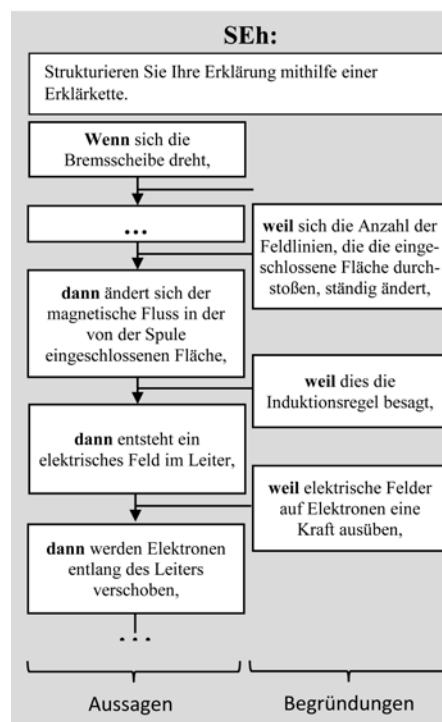 SEh:
Strukturieren Sie Ihre Erklärung mithilfe einer
Erklärkette.
Wenn sich die
Bremsscheibe dreht,
...
weil sich die Anzahl der
Feldlinien, die die einge-
schlossene Fläche durch-
stoßen, ständig ändert,
dann ändert sich der
magnetische Fluss in der
von der Spule
eingeschlossenen Fläche,
weil dies die
Induktionsregel besagt,
dann entsteht ein
elektrisches Feld im Leiter,
weil elektrische Felder
auf Elektronen eine
Kraft ausüben,
dann werden Elektronen
entlang des Leiters
verschoben,
...
Aussagen
Begründungen